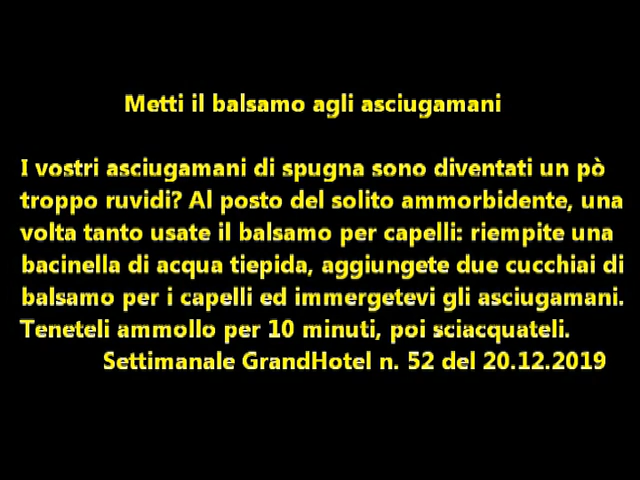 Metti il balsamo agli asciugamani
I vostri asciugamani di spugna sono diventati un pò
troppo ruvidi? Al posto del solito ammorbidente, una
volta tanto usate il balsamo per capelli: riempite una
bacinella di acqua tiepida, aggiungete due cucchiai di
balsamo per i capelli ed immergetevi gli asciugamani.
Teneteli ammollo per 10 minuti, poi sciacquateli.
Settimanale GrandHotel n. 52 del 20.12.2019